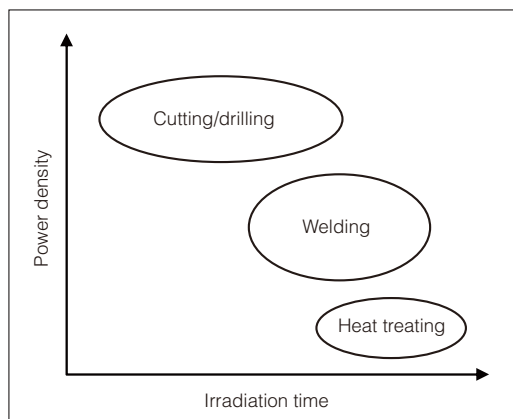 Cutting/drilling
Welding
Heat treating
Power density
Irradiation time